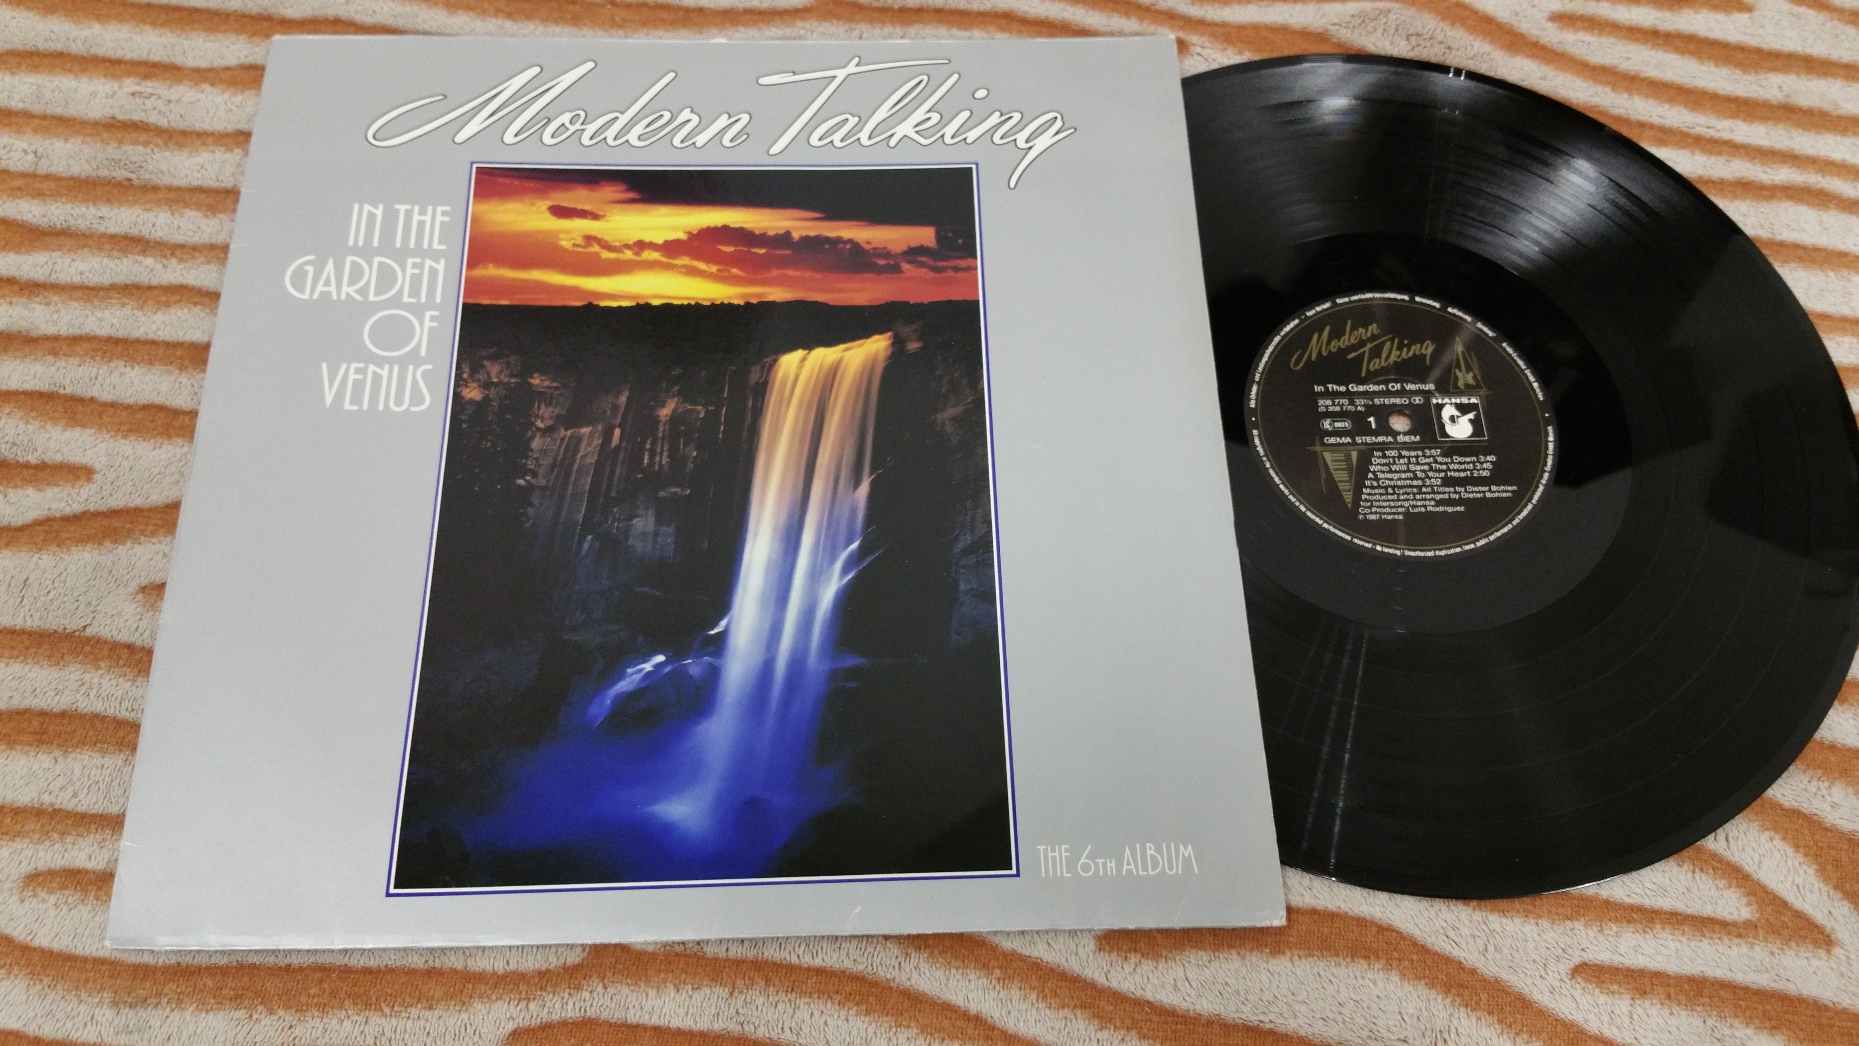 Modern Talking
IN THE
GARDEN
OF
VENUS
THE 6TH ALBUM
Modern
Talking
In The Garden Of Venus
208 770 33⅓ STEREO
(S 208 770 A)
HANSA
LC 0835
1
GEMA STEMRA BIEM
In 100 Years 3:57
Don't Let It Get You Down 3:40
Who Will Save The World 3:45
A Telegram To Your Heart 2:50
It's Christmas 3:52
Music & Lyrics: All Titles by Dieter Bohlen
Produced and arranged by Dieter Bohlen
for Intersong/Hansa
Co-Producer: Luis Rodriguez
℗ 1987 Hansa